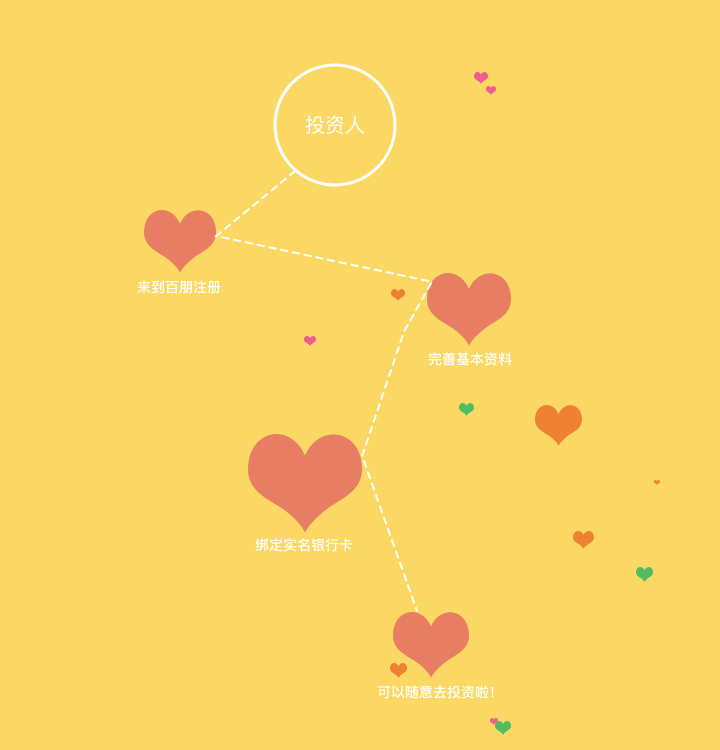 投资人
来到百朋注册
完善基本资料
绑定实名银行卡
可以随意去投资啦!